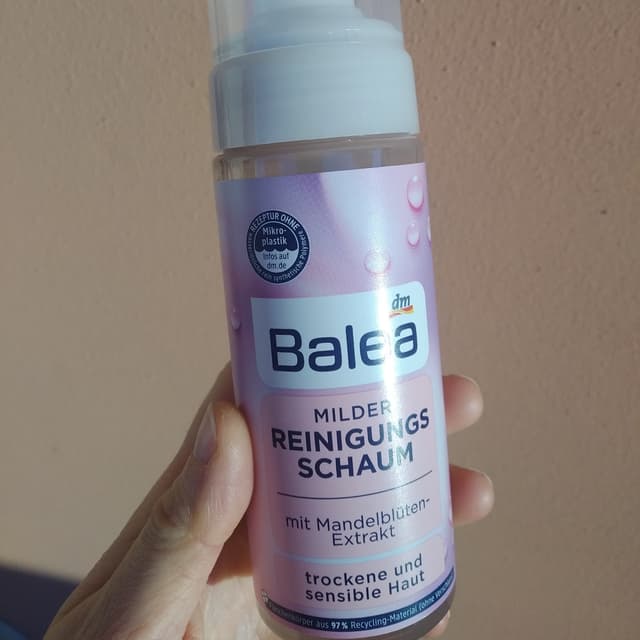 REZEPTUR OHNE
Mikro-
plastik
Infos auf
dm.de
dm
Balea
MILDER
REINIGUNGS
SCHAUM
mit Mandelblüten-
Extrakt
trockene und
sensible Haut
aus 97% Recycling-Material (ohne